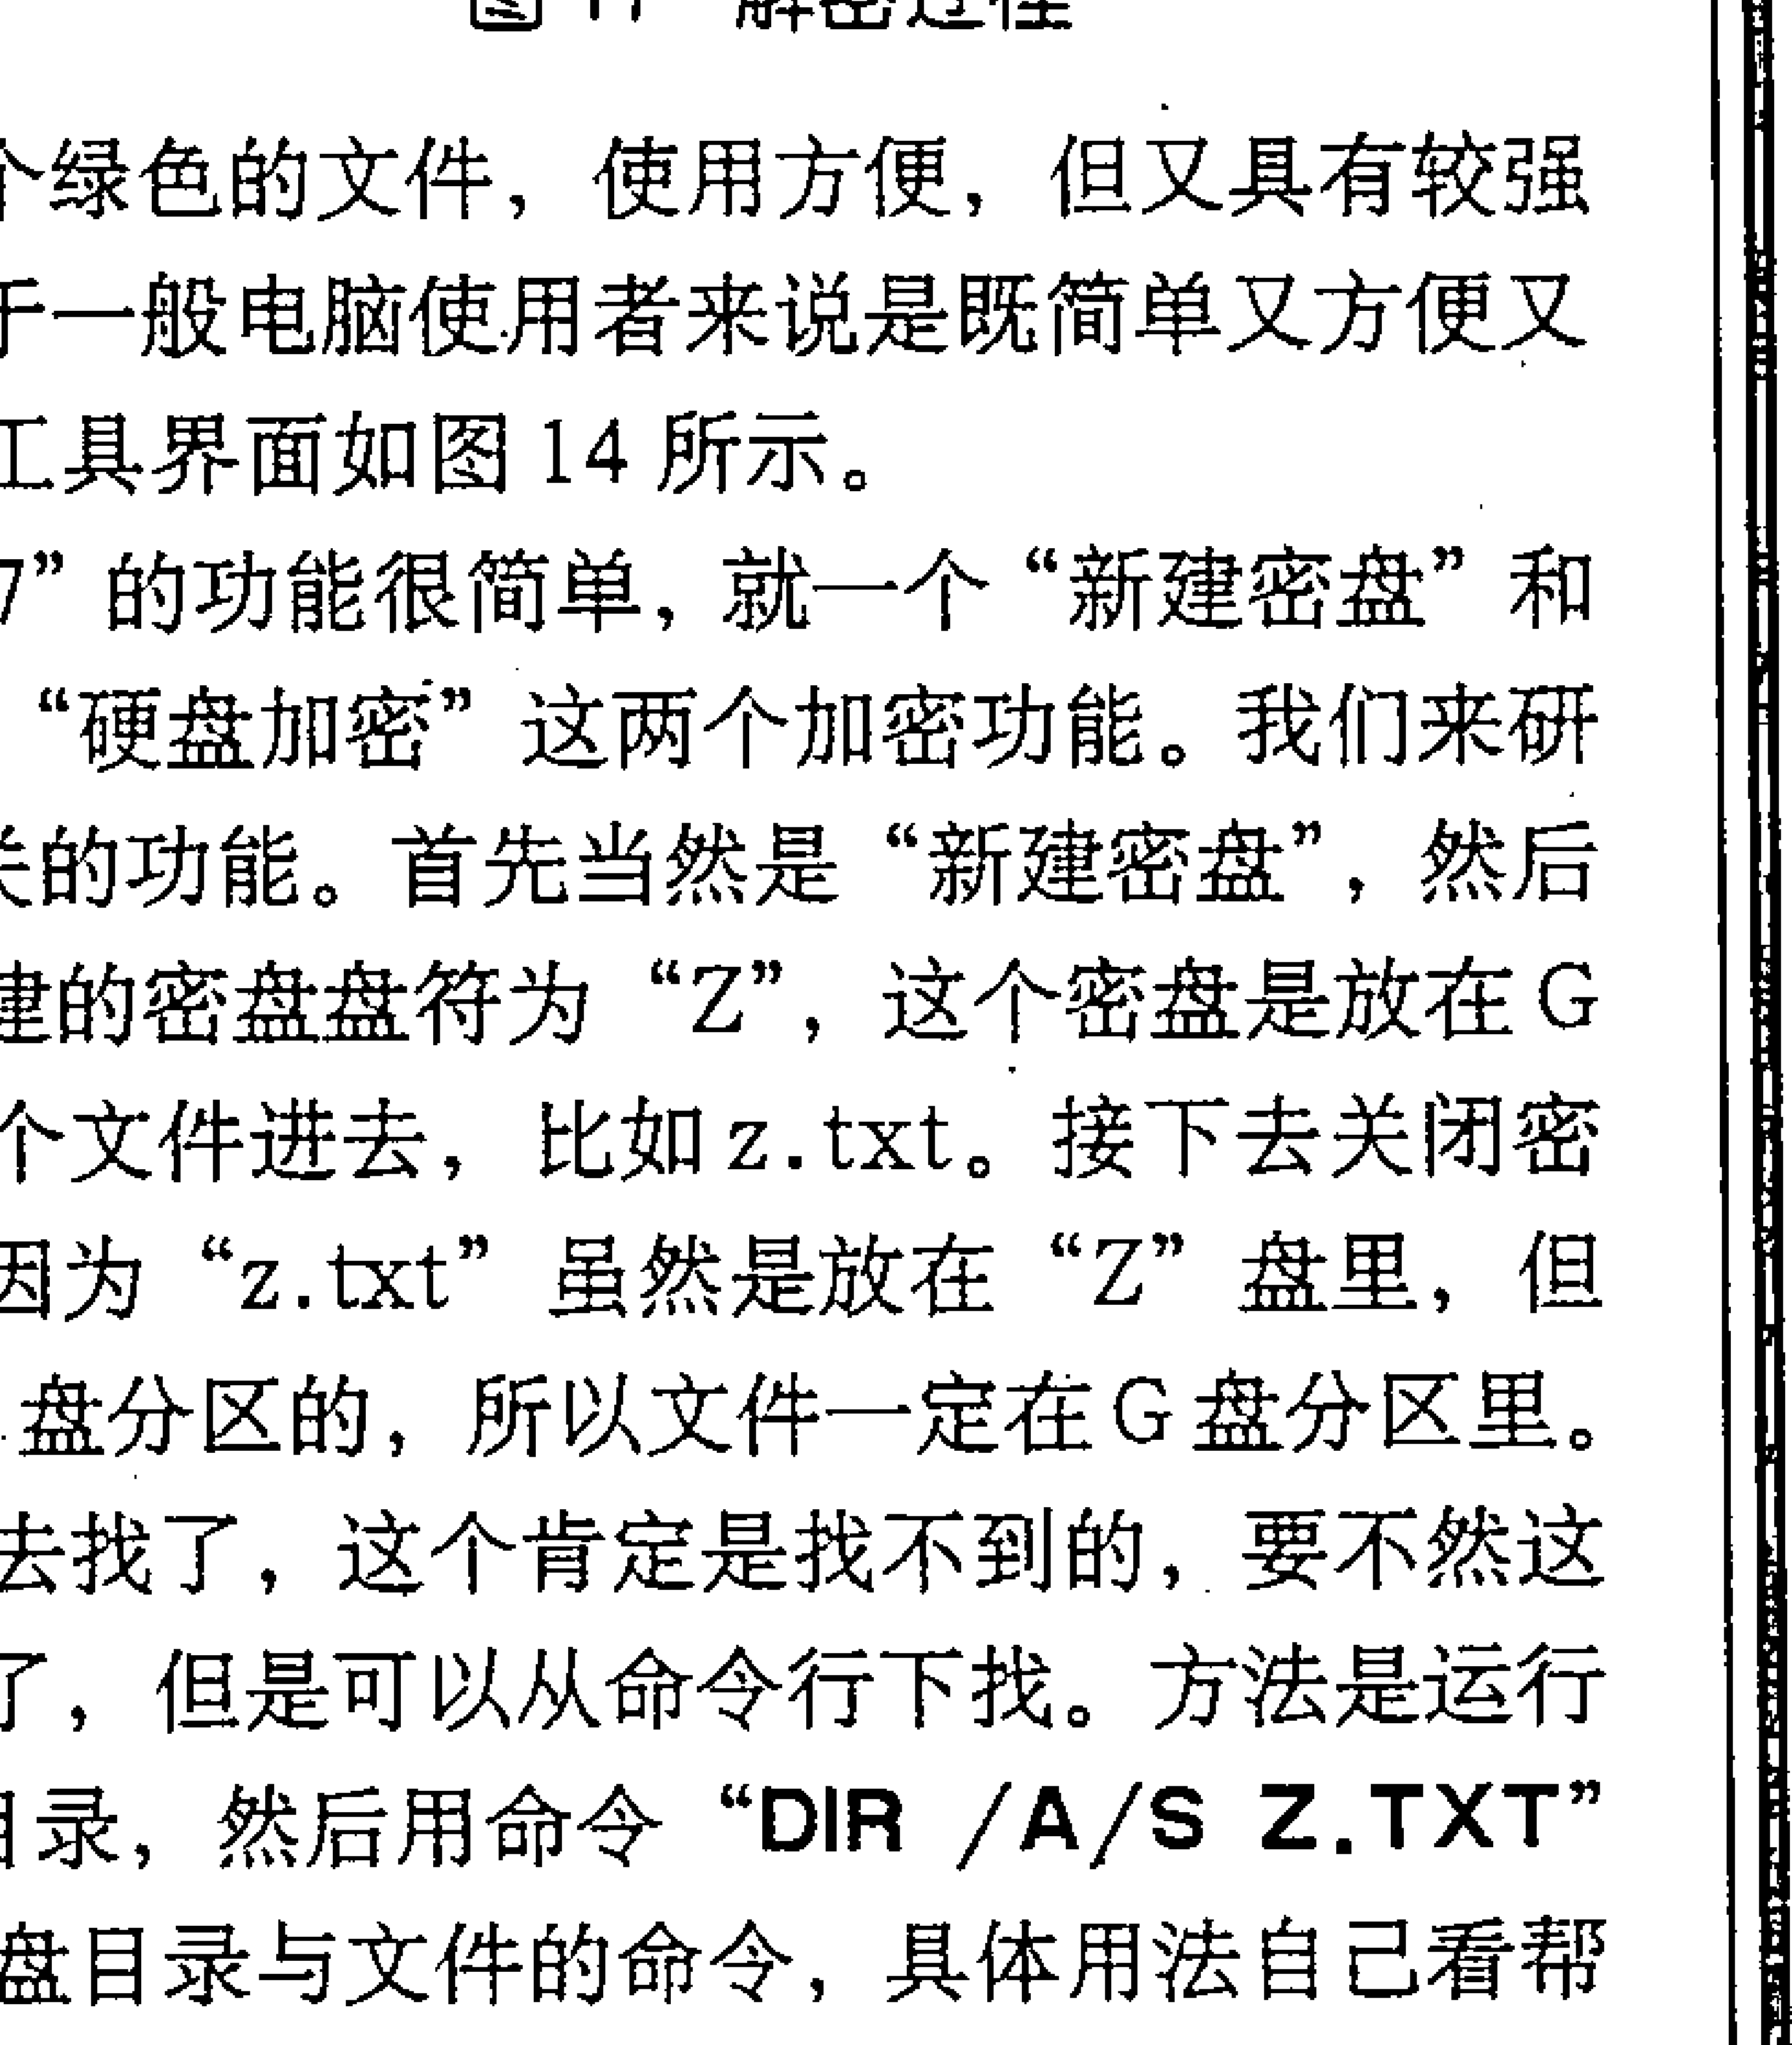 图 11 解密过程
个绿色的文件，使用方便，但又具有较强
于一般电脑使用者来说是既简单又方便又
工具界面如图 14 所示。
7”的功能很简单，就一个“新建密盘”和
“硬盘加密”这两个加密功能。我们来研
关的功能。首先当然是“新建密盘”，然后
建的密盘盘符为“Z”，这个密盘是放在 G
个文件进去，比如 z.txt。接下去关闭密
因为“z.txt”虽然是放在“Z”盘里，但
盘分区的，所以文件一定在 G 盘分区里。
去找了，这个肯定是找不到的，要不然这
了，但是可以从命令行下找。方法是运行
目录，然后用命令“DIR /A/S Z.TXT”
盘目录与文件的命令，具体用法自己看帮